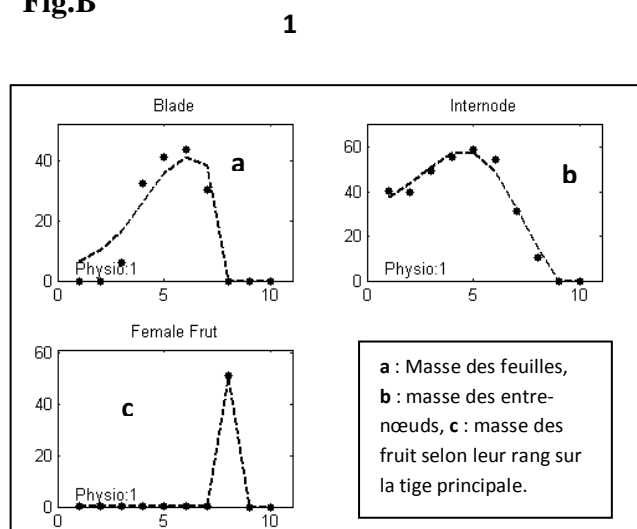 Fig.B
1
Blade
40
20
0
0
5
10
a
Physio:1
Internode
60
40
20
0
0
5
10
b
Physio:1
Female Frut
60
40
20
0
0
5
10
c
Physio:1
a : Masse des feuilles,
b : masse des entre-
nœuds, c : masse des
fruit selon leur rang sur
la tige principale.